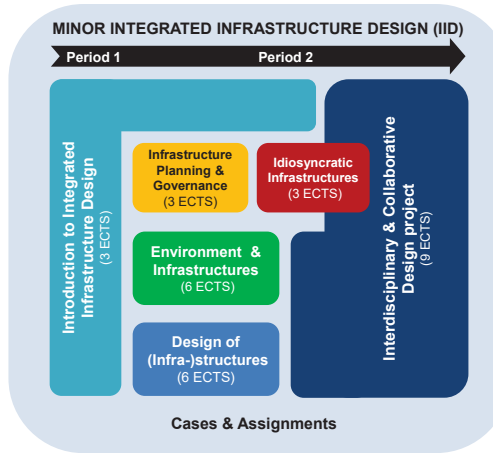 MINOR INTEGRATED INFRASTRUCTURE DESIGN (IID)
Period 1
Period 2
Introduction to Integrated
Infrastructure Design
(3 ECTS)
Infrastructure
Planning &
Governance
(3 ECTS)
Idiosyncratic
Infrastructures
(3 ECTS)
Environment &
Infrastructures
(6 ECTS)
Design of
(Infra-)structures
(6 ECTS)
Interdisciplinary & Collaborative
Design project
(9 ECTS)
Cases & Assignments